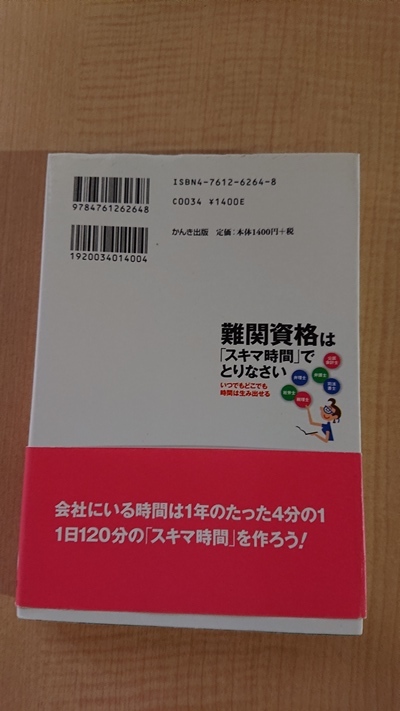 ISBN4-7612-6264-8
9784761262648
C0034 ¥1400E
かんき出版 定価:本体1400円+税
1920034014004
難関資格は
「スキマ時間」で
とりなさい
いつでもどこでも
時間は生み出せる
会社にいる時間は1年のたった4分の1
1日120分の「スキマ時間」を作ろう!